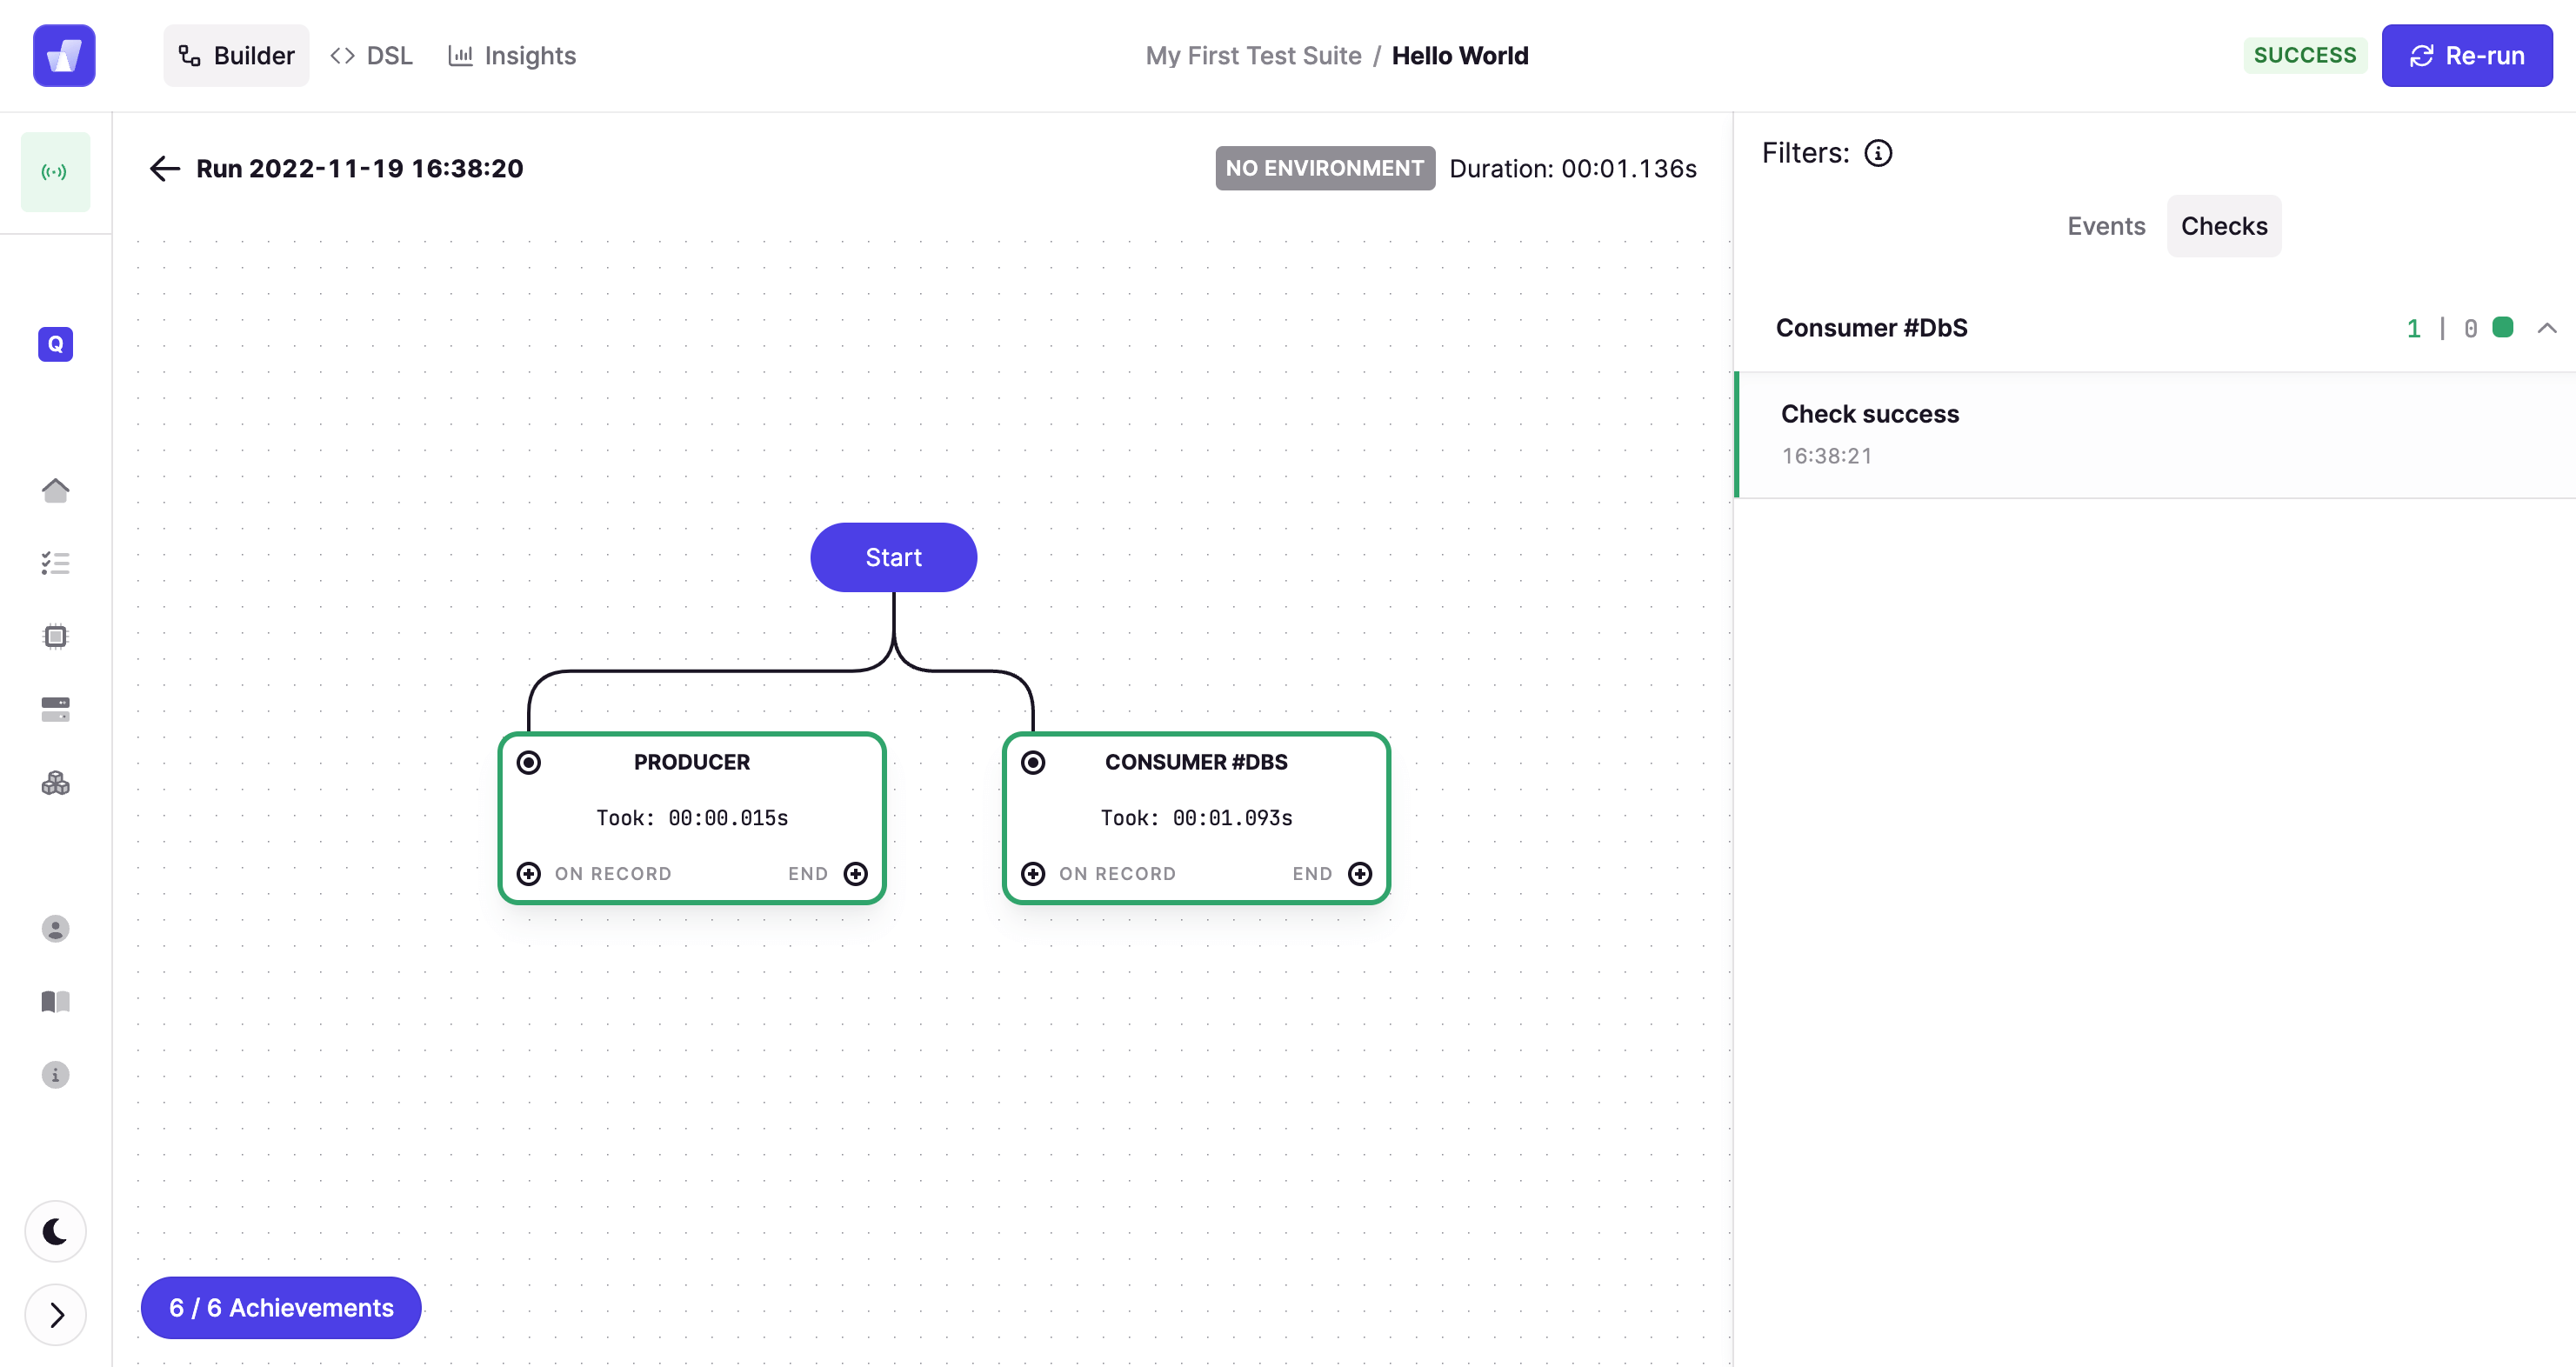 Builder
DSL
Insights
My First Test Suite / Hello World
SUCCESS
Re-run
Run 2022-11-19 16:38:20
NO ENVIRONMENT
Duration: 00:01.136s
Filters:
Events
Checks
Q
Consumer #DbS
1 | 0
Check success
16:38:21
Start
PRODUCER
Took: 00:00.015s
ON RECORD
END
CONSUMER #DBS
Took: 00:01.093s
ON RECORD
END
6 / 6 Achievements